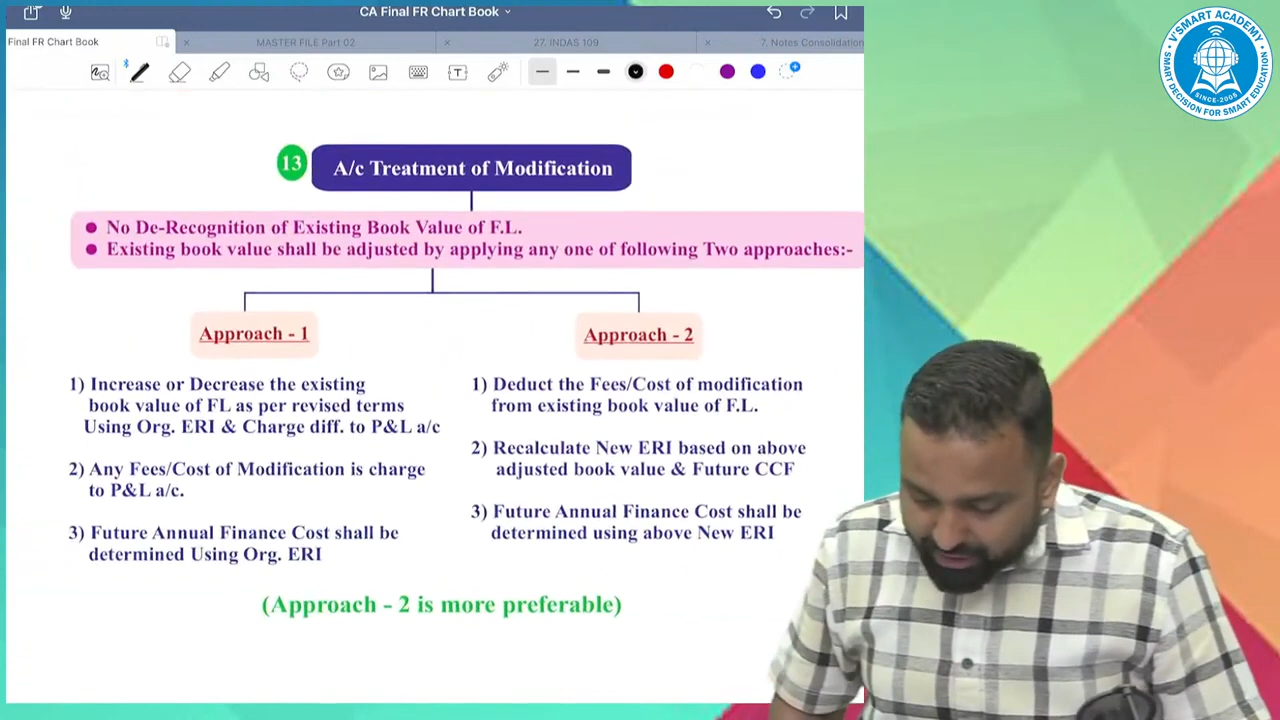 CA Final FR Chart Book
Final FR Chart Book
MASTER FILE Part 02
27. INDAS 109
7. Notes Consolidation
V'SMART ACADEMY
SINCE-2005
SMART DECISION FOR SMART EDUCATION
13
A/c Treatment of Modification
● No De-Recognition of Existing Book Value of F.L.
● Existing book value shall be adjusted by applying any one of following Two approaches:-
Approach - 1
1) Increase or Decrease the existing
book value of FL as per revised terms
Using Org. ERI & Charge diff. to P&L a/c
2) Any Fees/Cost of Modification is charge
to P&L a/c.
3) Future Annual Finance Cost shall be
determined Using Org. ERI
Approach - 2
1) Deduct the Fees/Cost of modification
from existing book value of F.L.
2) Recalculate New ERI based on above
adjusted book value & Future CCF
3) Future Annual Finance Cost shall be
determined using above New ERI
(Approach - 2 is more preferable)